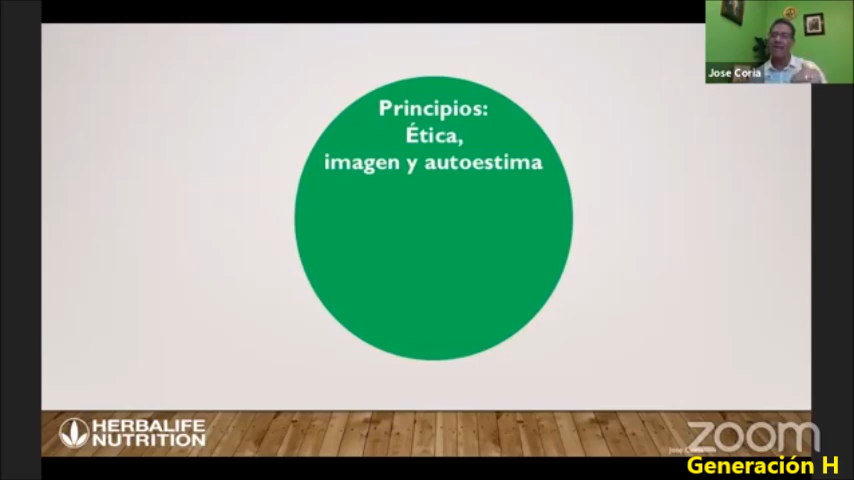 Jose Coria
Principios:
Ética,
imagen y autoestima
HERBALIFE
NUTRITION
zoom
Generación H